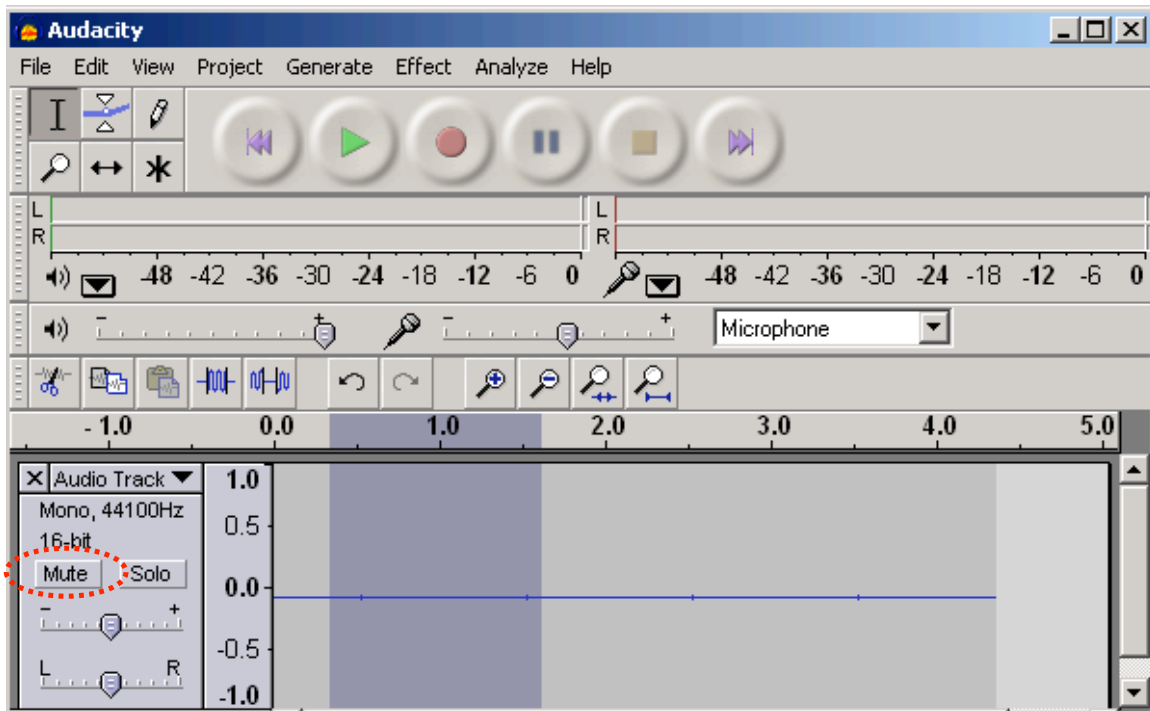 Audacity
File Edit View Project Generate Effect Analyze Help
L L
R R
-48 -42 -36 -30 -24 -18 -12 -6 0 -48 -42 -36 -30 -24 -18 -12 -6 0
- + - + Microphone
- 1.0 0.0 1.0 2.0 3.0 4.0 5.0
Audio Track 1.0
Mono, 44100Hz
0.5
16-bit
Mute Solo
0.0
- +
-0.5
L R
-1.0